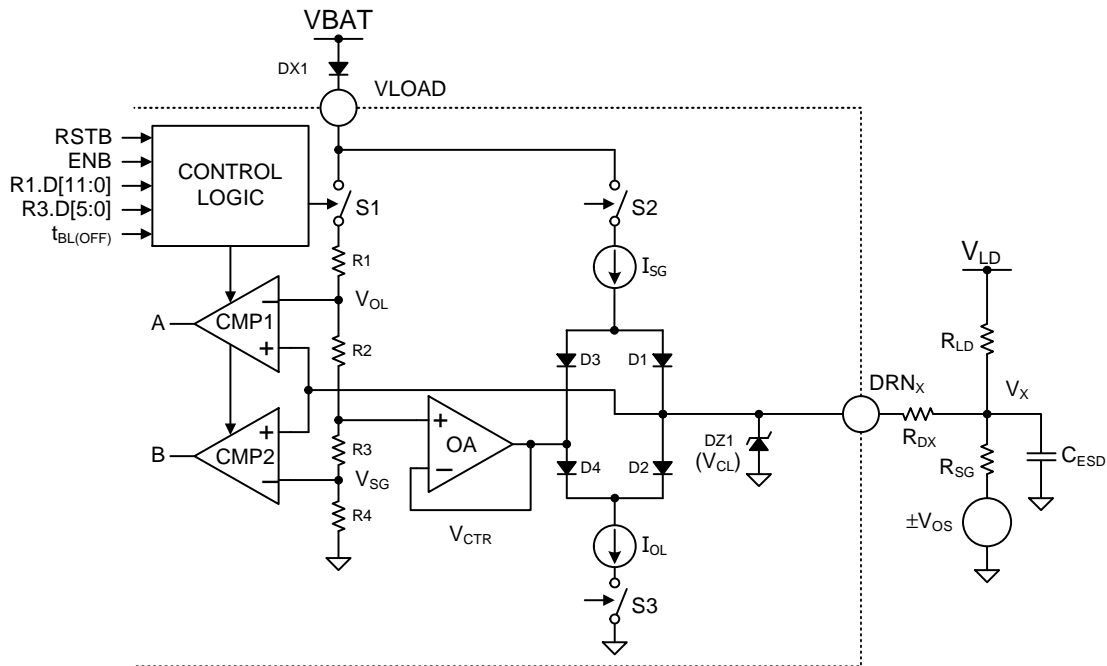 VBAT
DX1
VLOAD
RSTB
ENB
R1.D[11:0]
R3.D[5:0]
tBL(OFF)
CONTROL
LOGIC
S1
S2
R1
ISG
VLD
VOL
A
CMP1
−
+
R2
D3
D1
RLD
DRNX
VX
B
CMP2
+
−
R3
+
OA
−
D4
D2
DZ1
(VCL)
RDX
RSG
CESD
VSG
R4
VCTR
IOL
±VOS
S3